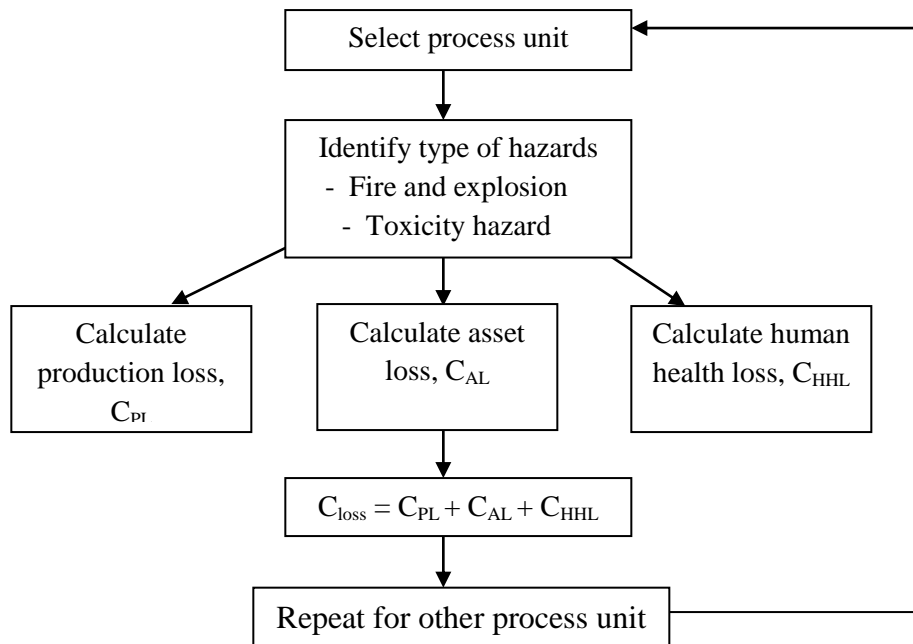 Select process unit
Identify type of hazards
- Fire and explosion
- Toxicity hazard
Calculate
production loss,
C_PL
Calculate asset
loss, C_AL
Calculate human
health loss, C_HHL
C_loss = C_PL + C_AL + C_HHL
Repeat for other process unit